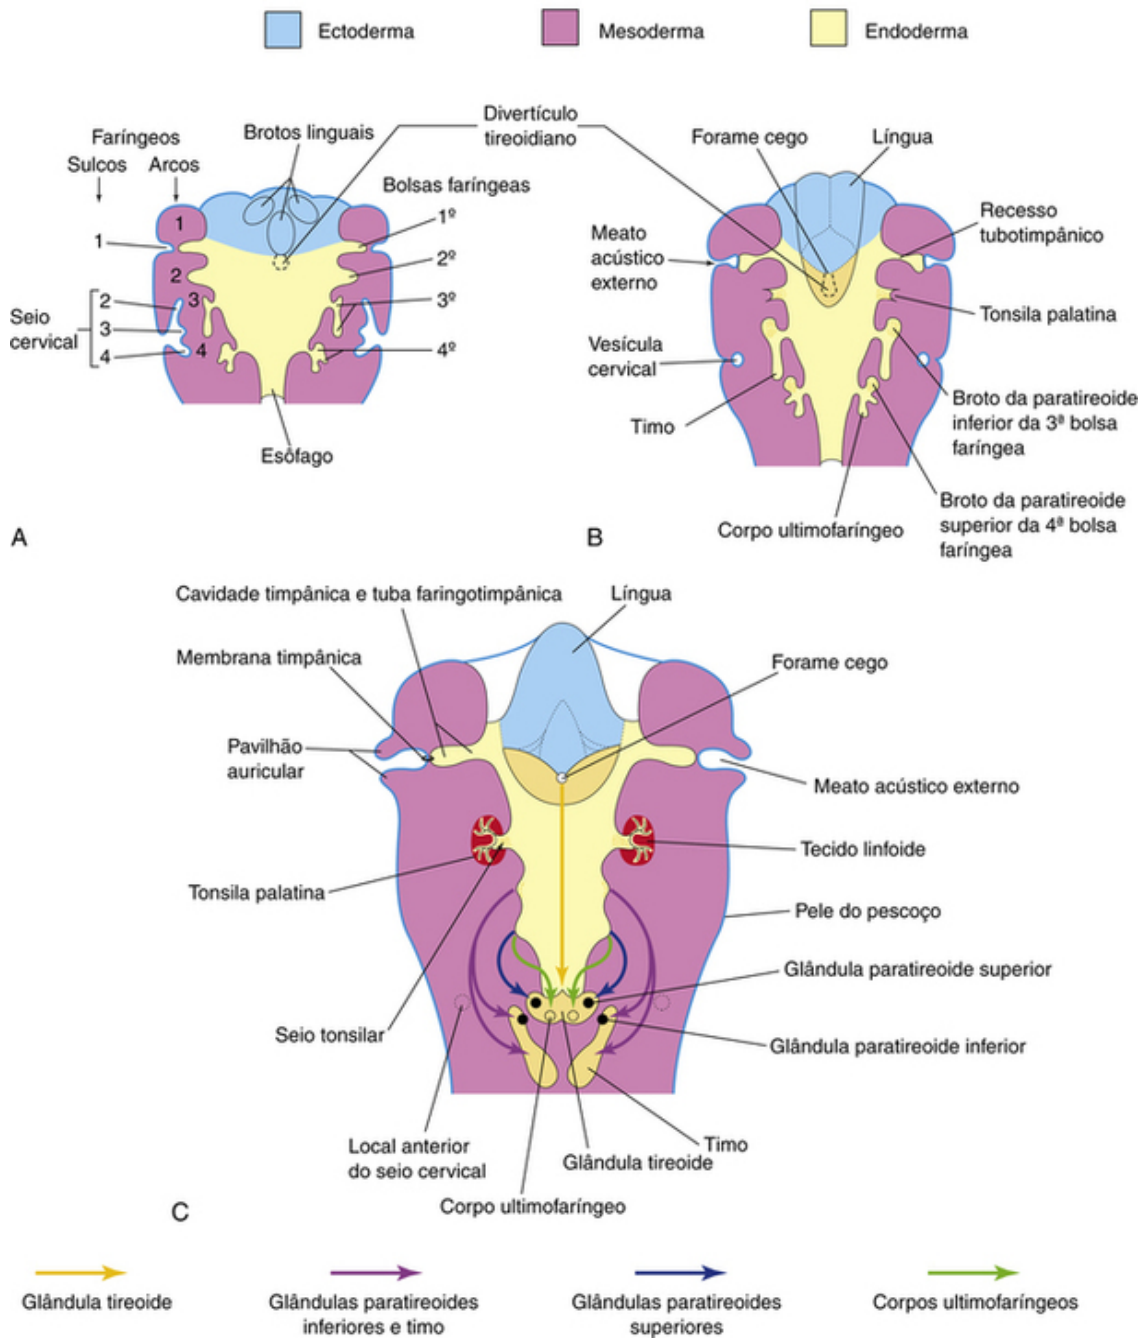 Ectoderma
Mesoderma
Endoderma
Faríngeos
Sulcos
Arcos
Brotos linguais
Divertículo
tireoidiano
Bolsas faríngeas
1
1
1º
2
2º
3
3º
4
4º
Seio
cervical
2
3
4
Esôfago
A
Forame cego
Língua
Meato
acústico
externo
Recesso
tubotimpânico
Tonsila palatina
Vesícula
cervical
Timo
Broto da paratireoide
inferior da 3ª bolsa
faríngea
Broto da paratireoide
superior da 4ª bolsa
faríngea
Corpo ultimofaríngeo
B
Cavidade timpânica e tuba faringotimpânica
Língua
Membrana timpânica
Forame cego
Pavilhão
auricular
Meato acústico externo
Tonsila palatina
Tecido linfoide
Pele do pescoço
Glândula paratireoide superior
Seio tonsilar
Glândula paratireoide inferior
Local anterior
do seio cervical
Timo
Glândula tireoide
Corpo ultimofaríngeo
C
Glândula tireoide
Glândulas paratireoides
inferiores e timo
Glândulas paratireoides
superiores
Corpos ultimofaríngeos